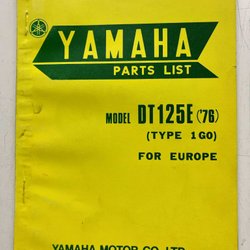 YAMAHA
PARTS LIST
MODEL DT125E ('76)
(TYPE 1G0)
FOR EUROPE
YAMAHA MOTOR CO. LTD.